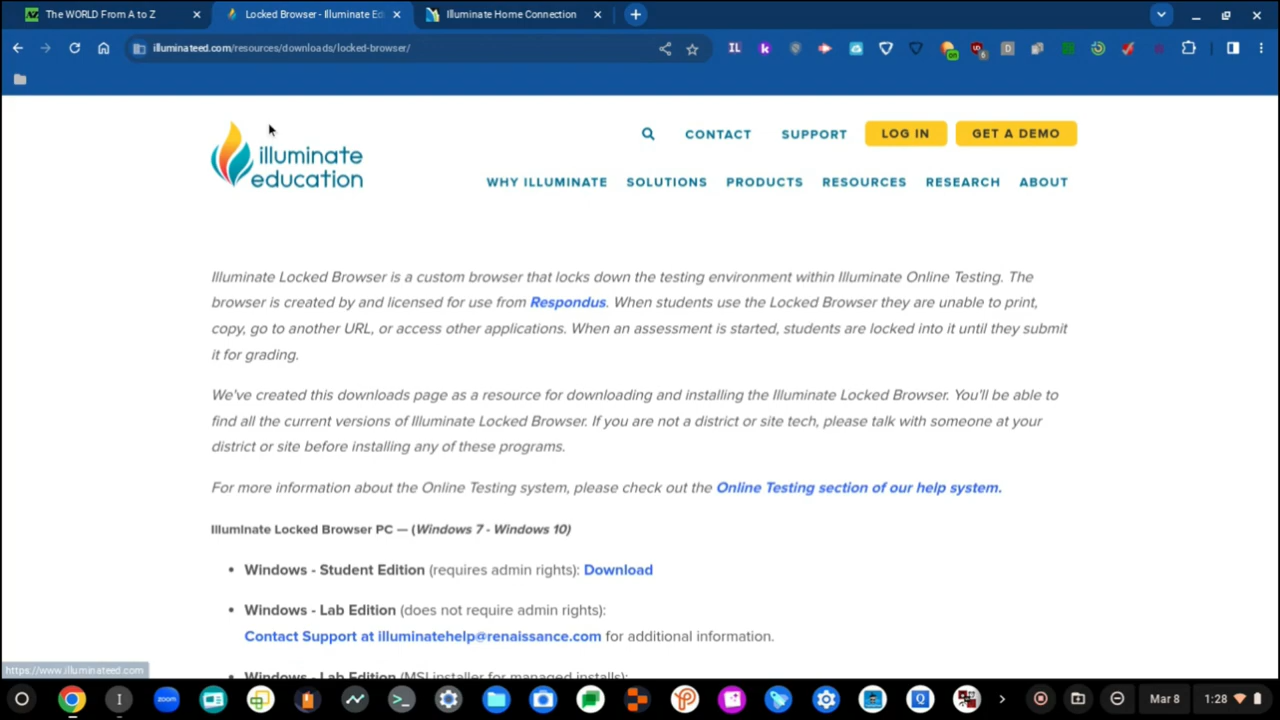 The WORLD From A to Z
Locked Browser - Illuminate Ed
Illuminate Home Connection
illuminateed.com/resources/downloads/locked-browser/
illuminate
education
CONTACT SUPPORT LOG IN GET A DEMO
WHY ILLUMINATE SOLUTIONS PRODUCTS RESOURCES RESEARCH ABOUT
Illuminate Locked Browser is a custom browser that locks down the testing environment within Illuminate Online Testing. The
browser is created by and licensed for use from Respondus. When students use the Locked Browser they are unable to print,
copy, go to another URL, or access other applications. When an assessment is started, students are locked into it until they submit
it for grading.
We've created this downloads page as a resource for downloading and installing the Illuminate Locked Browser. You'll be able to
find all the current versions of Illuminate Locked Browser. If you are not a district or site tech, please talk with someone at your
district or site before installing any of these programs.
For more information about the Online Testing system, please check out the Online Testing section of our help system.
Illuminate Locked Browser PC — (Windows 7 - Windows 10)
• Windows - Student Edition (requires admin rights): Download
• Windows - Lab Edition (does not require admin rights):
Contact Support at illuminatehelp@renaissance.com for additional information.
Windows - Lab Edition (MSI installer for managed installs):
https://www.illuminateed.com
zoom
Mar 8 1:28